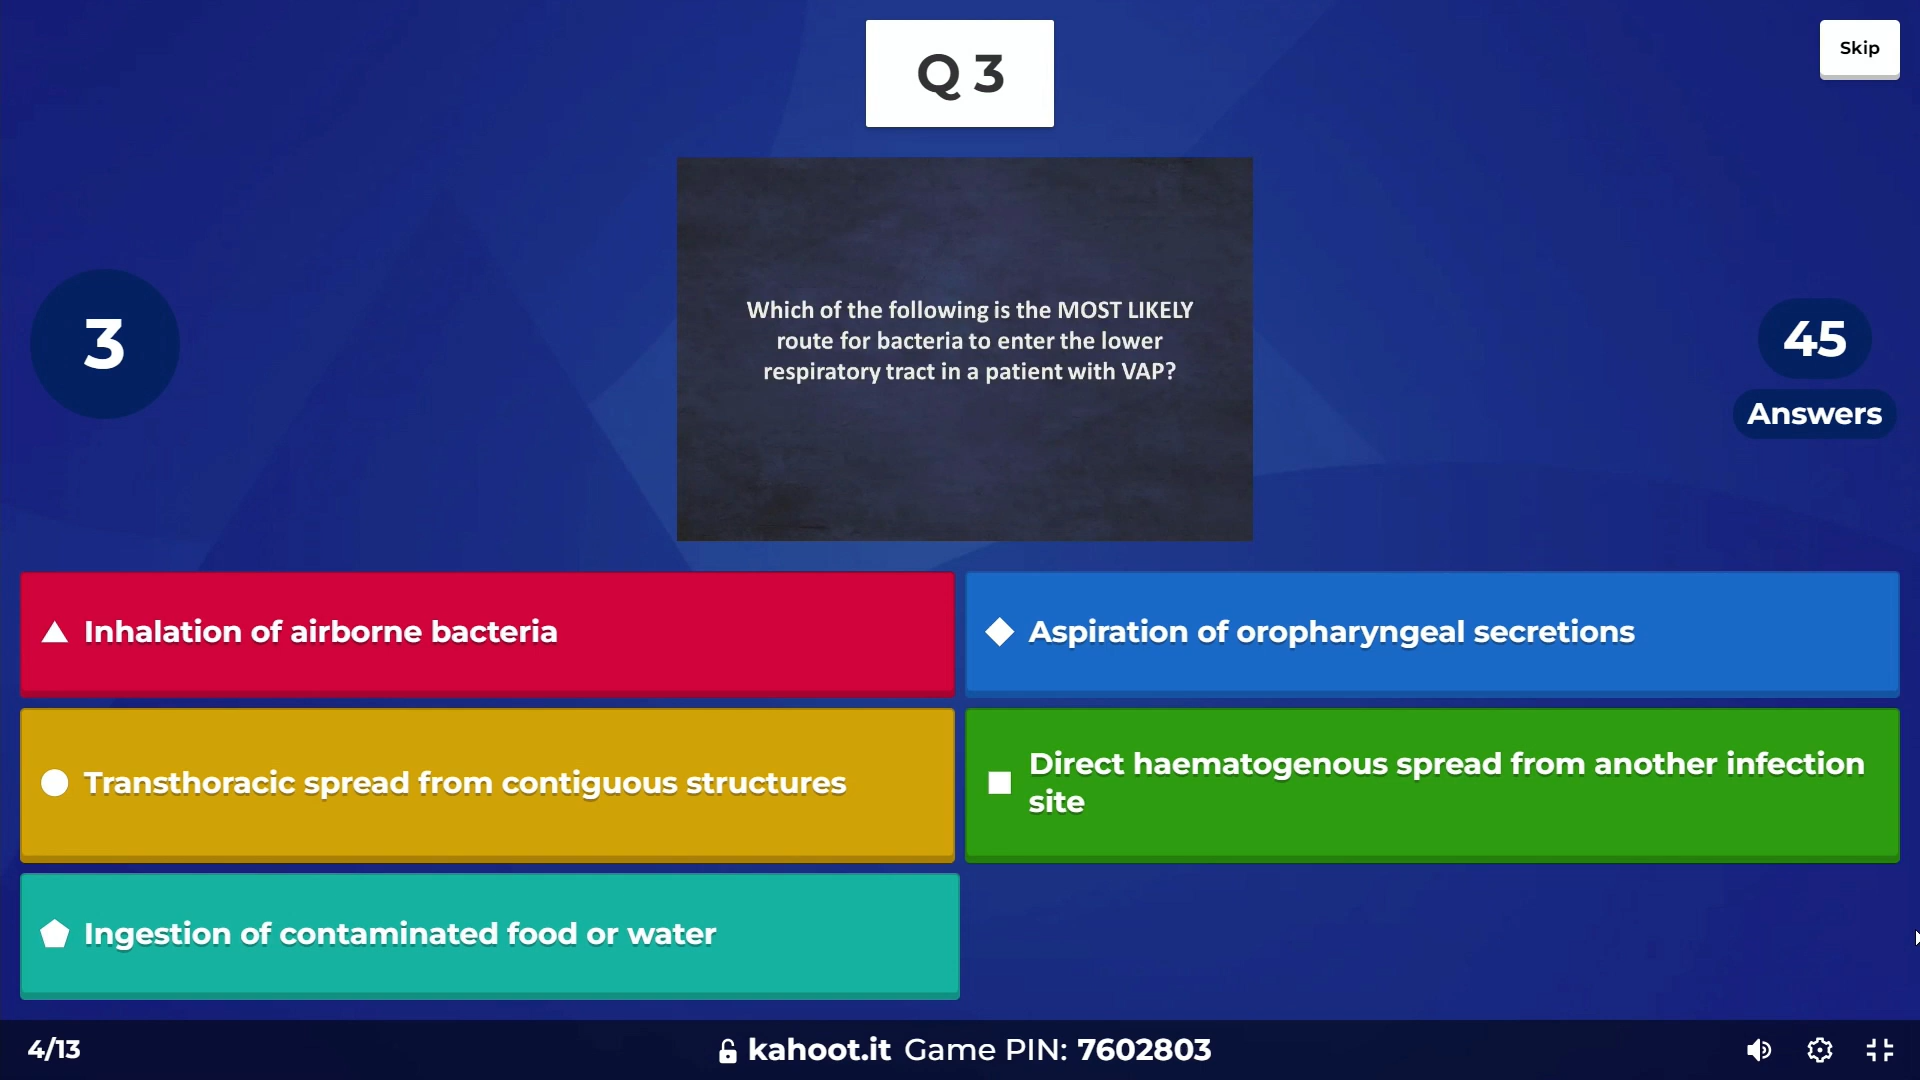 Q 3
Skip
Which of the following is the MOST LIKELY
route for bacteria to enter the lower
respiratory tract in a patient with VAP?
3
45
Answers
Inhalation of airborne bacteria
Aspiration of oropharyngeal secretions
Transthoracic spread from contiguous structures
Direct haematogenous spread from another infection
site
Ingestion of contaminated food or water
4/13
kahoot.it Game PIN: 7602803